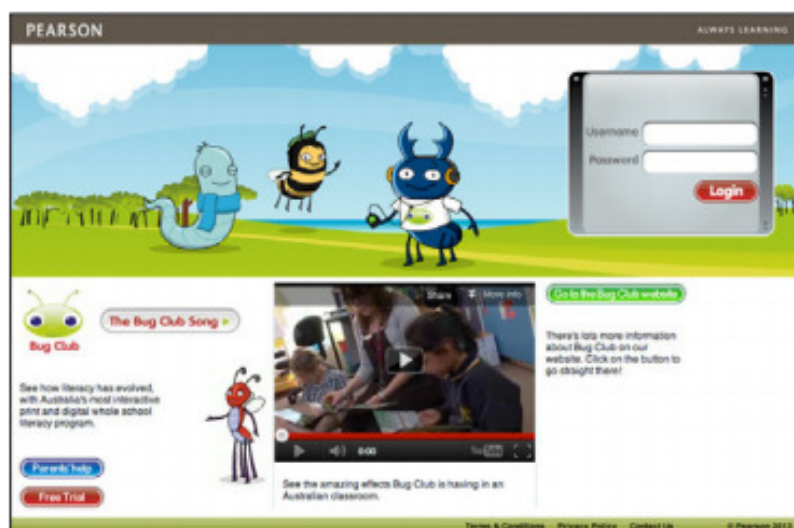 PEARSON
ALWAYS LEARNING
Username
Password
Login
Bug Club
The Bug Club Song
See how literacy has evolved,
with Australia's most interactive
print and digital whole school
literacy program.
Parents' help
Free Trial
Share
More info
0:00
YouTube
See the amazing effects Bug Club is having in an
Australian classroom.
Go to the Bug Club website
There's lots more information
about Bug Club on our
website. Click on the button to
go straight there!
Terms & Conditions Privacy Policy Contact Us © Pearson 2012